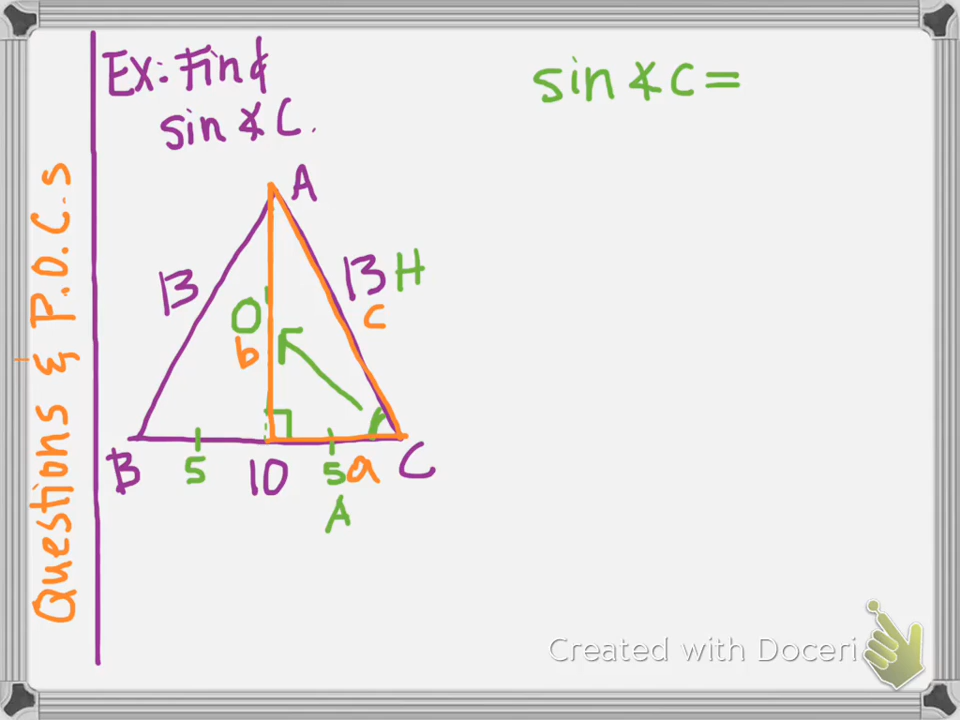 Questions & P.O.C.s
Ex: Find
sin ∡ C.
sin ∡ C =
A
13
13 H
O
c
b
B
5
10
5 a
C
A
Created with Doceri